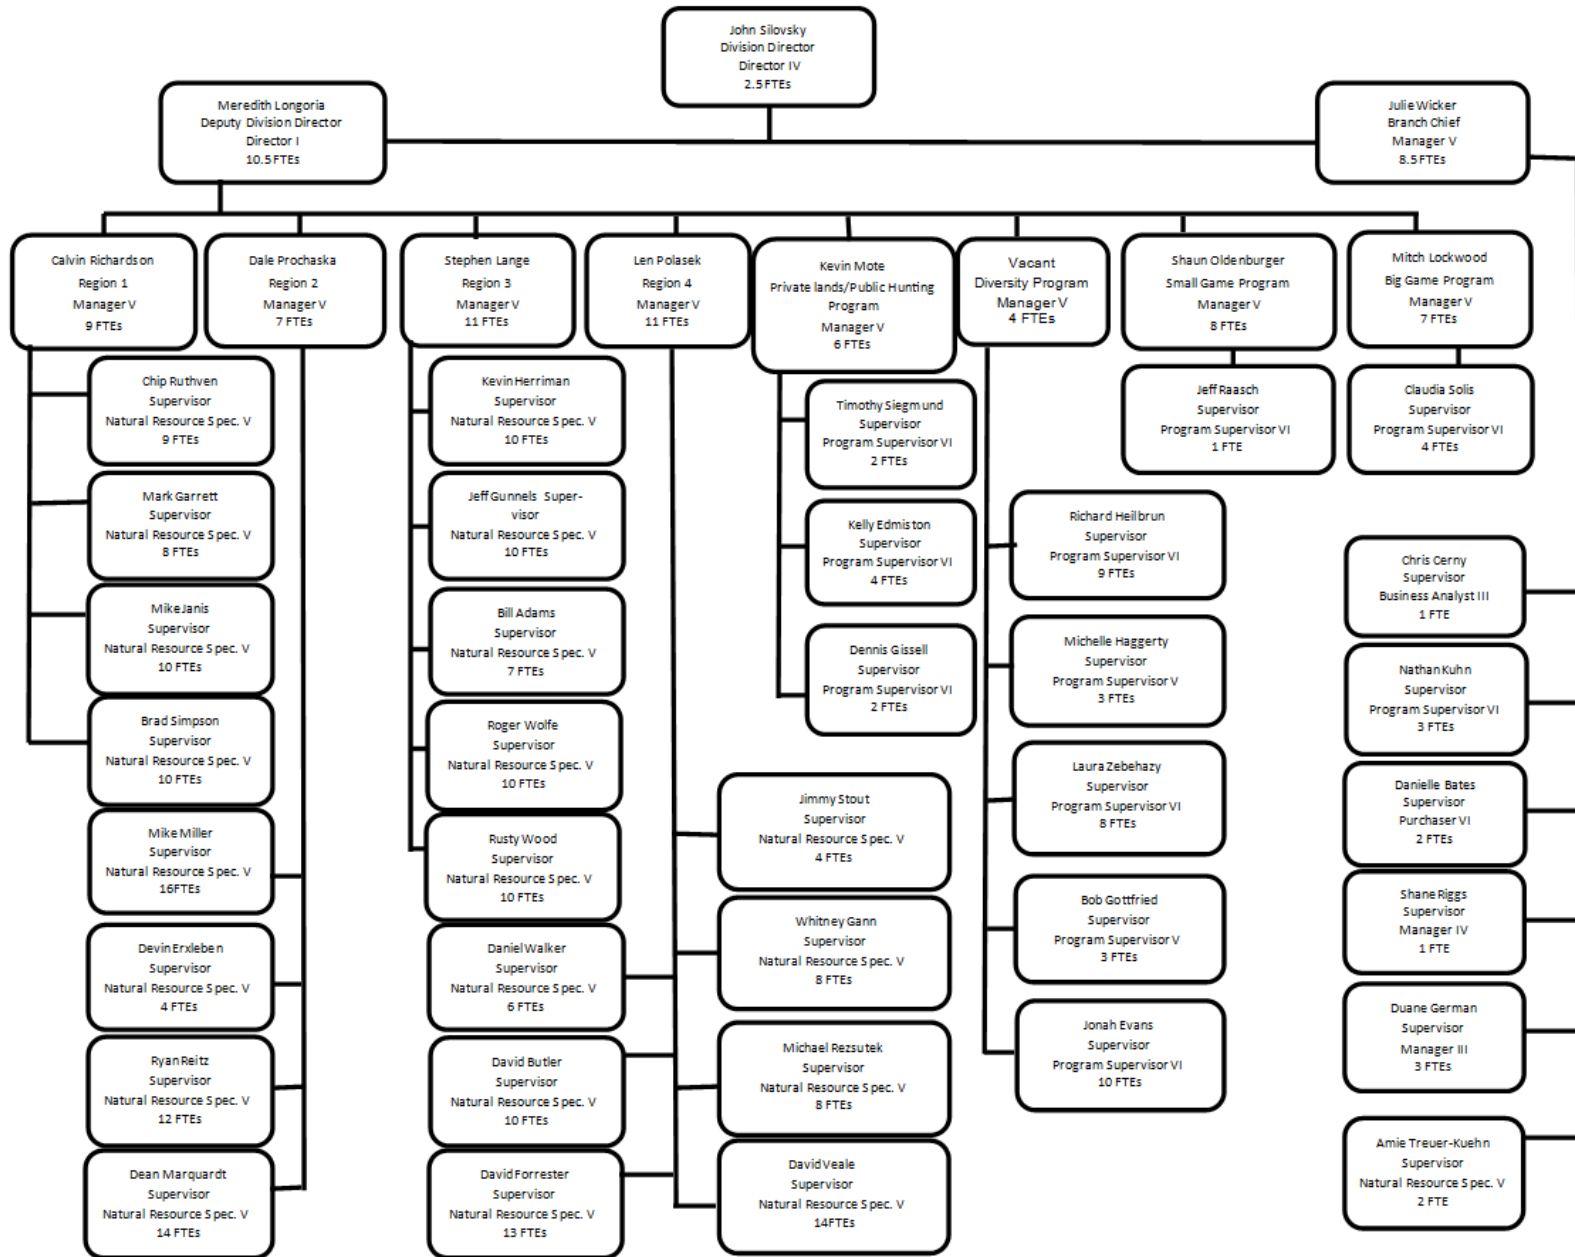 John Silovsky
Division Director
Director IV
2.5 FTEs
Meredith Longoria
Deputy Division Director
Director I
10.5 FTEs
Julie Wicker
Branch Chief
Manager V
8.5 FTEs
Calvin Richardson
Region 1
Manager V
9 FTEs
Dale Prochaska
Region 2
Manager V
7 FTEs
Stephen Lange
Region 3
Manager V
11 FTEs
Len Polasek
Region 4
Manager V
11 FTEs
Kevin Mote
Private lands/Public Hunting
Program
Manager V
6 FTEs
Vacant
Diversity Program
Manager V
4 FTEs
Shaun Oldenburger
Small Game Program
Manager V
8 FTEs
Mitch Lockwood
Big Game Program
Manager V
7 FTEs
Chip Ruthven
Supervisor
Natural Resource Spec. V
9 FTEs
Mark Garrett
Supervisor
Natural Resource Spec. V
8 FTEs
Mike Janis
Supervisor
Natural Resource Spec. V
10 FTEs
Brad Simpson
Supervisor
Natural Resource Spec. V
10 FTEs
Mike Miller
Supervisor
Natural Resource Spec. V
16FTEs
Devin Erxleben
Supervisor
Natural Resource Spec. V
4 FTEs
Ryan Reitz
Supervisor
Natural Resource Spec. V
12 FTEs
Dean Marquardt
Supervisor
Natural Resource Spec. V
14 FTEs
Kevin Herriman
Supervisor
Natural Resource Spec. V
10 FTEs
Jeff Gunnels Super-
visor
Natural Resource Spec. V
10 FTEs
Bill Adams
Supervisor
Natural Resource Spec. V
7 FTEs
Roger Wolfe
Supervisor
Natural Resource Spec. V
10 FTEs
Rusty Wood
Supervisor
Natural Resource Spec. V
10 FTEs
Daniel Walker
Supervisor
Natural Resource Spec. V
6 FTEs
David Butler
Supervisor
Natural Resource Spec. V
10 FTEs
David Forrester
Supervisor
Natural Resource Spec. V
13 FTEs
Jimmy Stout
Supervisor
Natural Resource Spec. V
4 FTEs
Whitney Gann
Supervisor
Natural Resource Spec. V
8 FTEs
Michael Rezsutek
Supervisor
Natural Resource Spec. V
8 FTEs
David Veale
Supervisor
Natural Resource Spec. V
14FTEs
Timothy Siegmund
Supervisor
Program Supervisor VI
2 FTEs
Kelly Edmiston
Supervisor
Program Supervisor VI
4 FTEs
Dennis Gissell
Supervisor
Program Supervisor VI
2 FTEs
Richard Heilbrun
Supervisor
Program Supervisor VI
9 FTEs
Michelle Haggerty
Supervisor
Program Supervisor V
3 FTEs
Laura Zebehazy
Supervisor
Program Supervisor VI
8 FTEs
Bob Gottfried
Supervisor
Program Supervisor V
3 FTEs
Jonah Evans
Supervisor
Program Supervisor VI
10 FTEs
Jeff Raasch
Supervisor
Program Supervisor VI
1 FTE
Claudia Solis
Supervisor
Program Supervisor VI
4 FTEs
Chris Cerny
Supervisor
Business Analyst III
1 FTE
Nathan Kuhn
Supervisor
Program Supervisor VI
3 FTEs
Danielle Bates
Supervisor
Purchaser VI
2 FTEs
Shane Riggs
Supervisor
Manager IV
1 FTE
Duane German
Supervisor
Manager III
3 FTEs
Amie Treuer-Kuehn
Supervisor
Natural Resource Spec. V
2 FTE